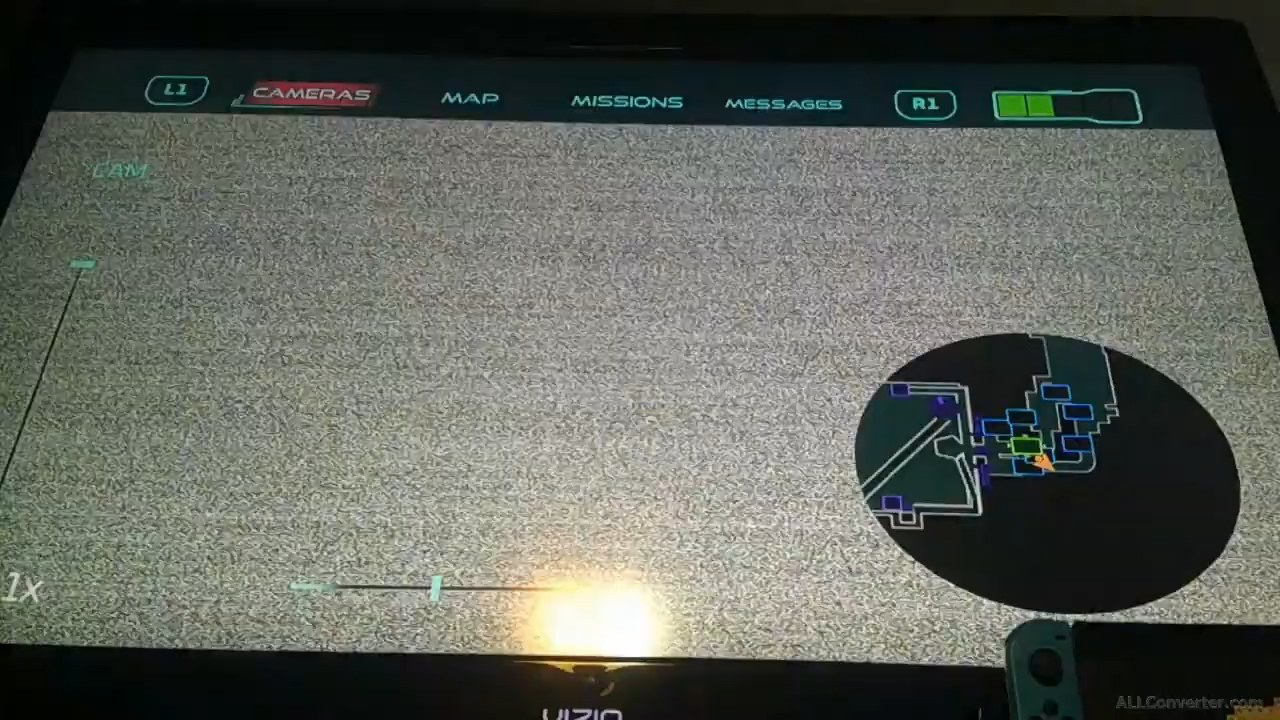 L1 CAMERAS MAP MISSIONS MESSAGES R1
CAM
1x
VIZIO
ALLConverter.com